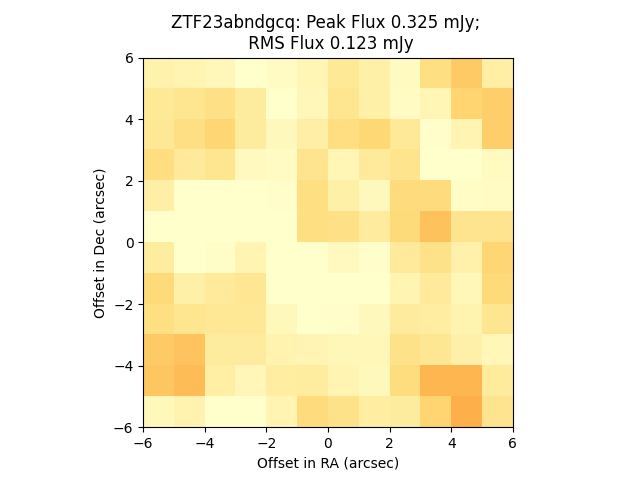 ZTF23abndgcq: Peak Flux 0.325 mJy;
RMS Flux 0.123 mJy
6
4
2
0
−2
−4
−6
Offset in Dec (arcsec)
−6 −4 −2 0 2 4 6
Offset in RA (arcsec)